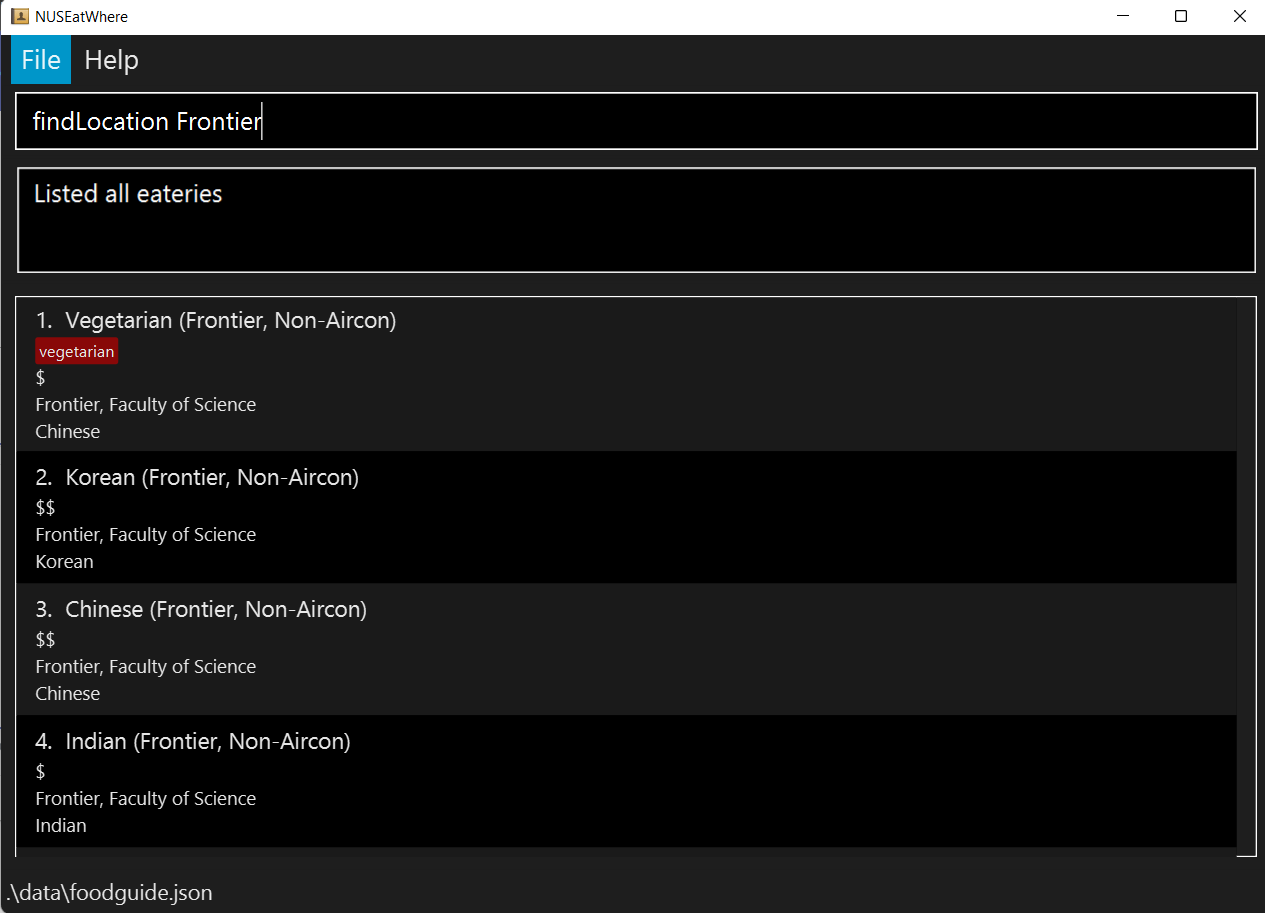 NUSEatWhere
File Help
findLocation Frontier
Listed all eateries
1. Vegetarian (Frontier, Non-Aircon)
vegetarian
$
Frontier, Faculty of Science
Chinese
2. Korean (Frontier, Non-Aircon)
$$
Frontier, Faculty of Science
Korean
3. Chinese (Frontier, Non-Aircon)
$$
Frontier, Faculty of Science
Chinese
4. Indian (Frontier, Non-Aircon)
$
Frontier, Faculty of Science
Indian
.\data\foodguide.json